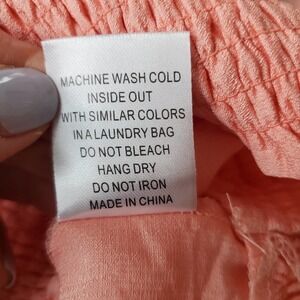 MACHINE WASH COLD
INSIDE OUT
WITH SIMILAR COLORS
IN A LAUNDRY BAG
DO NOT BLEACH
HANG DRY
DO NOT IRON
MADE IN CHINA